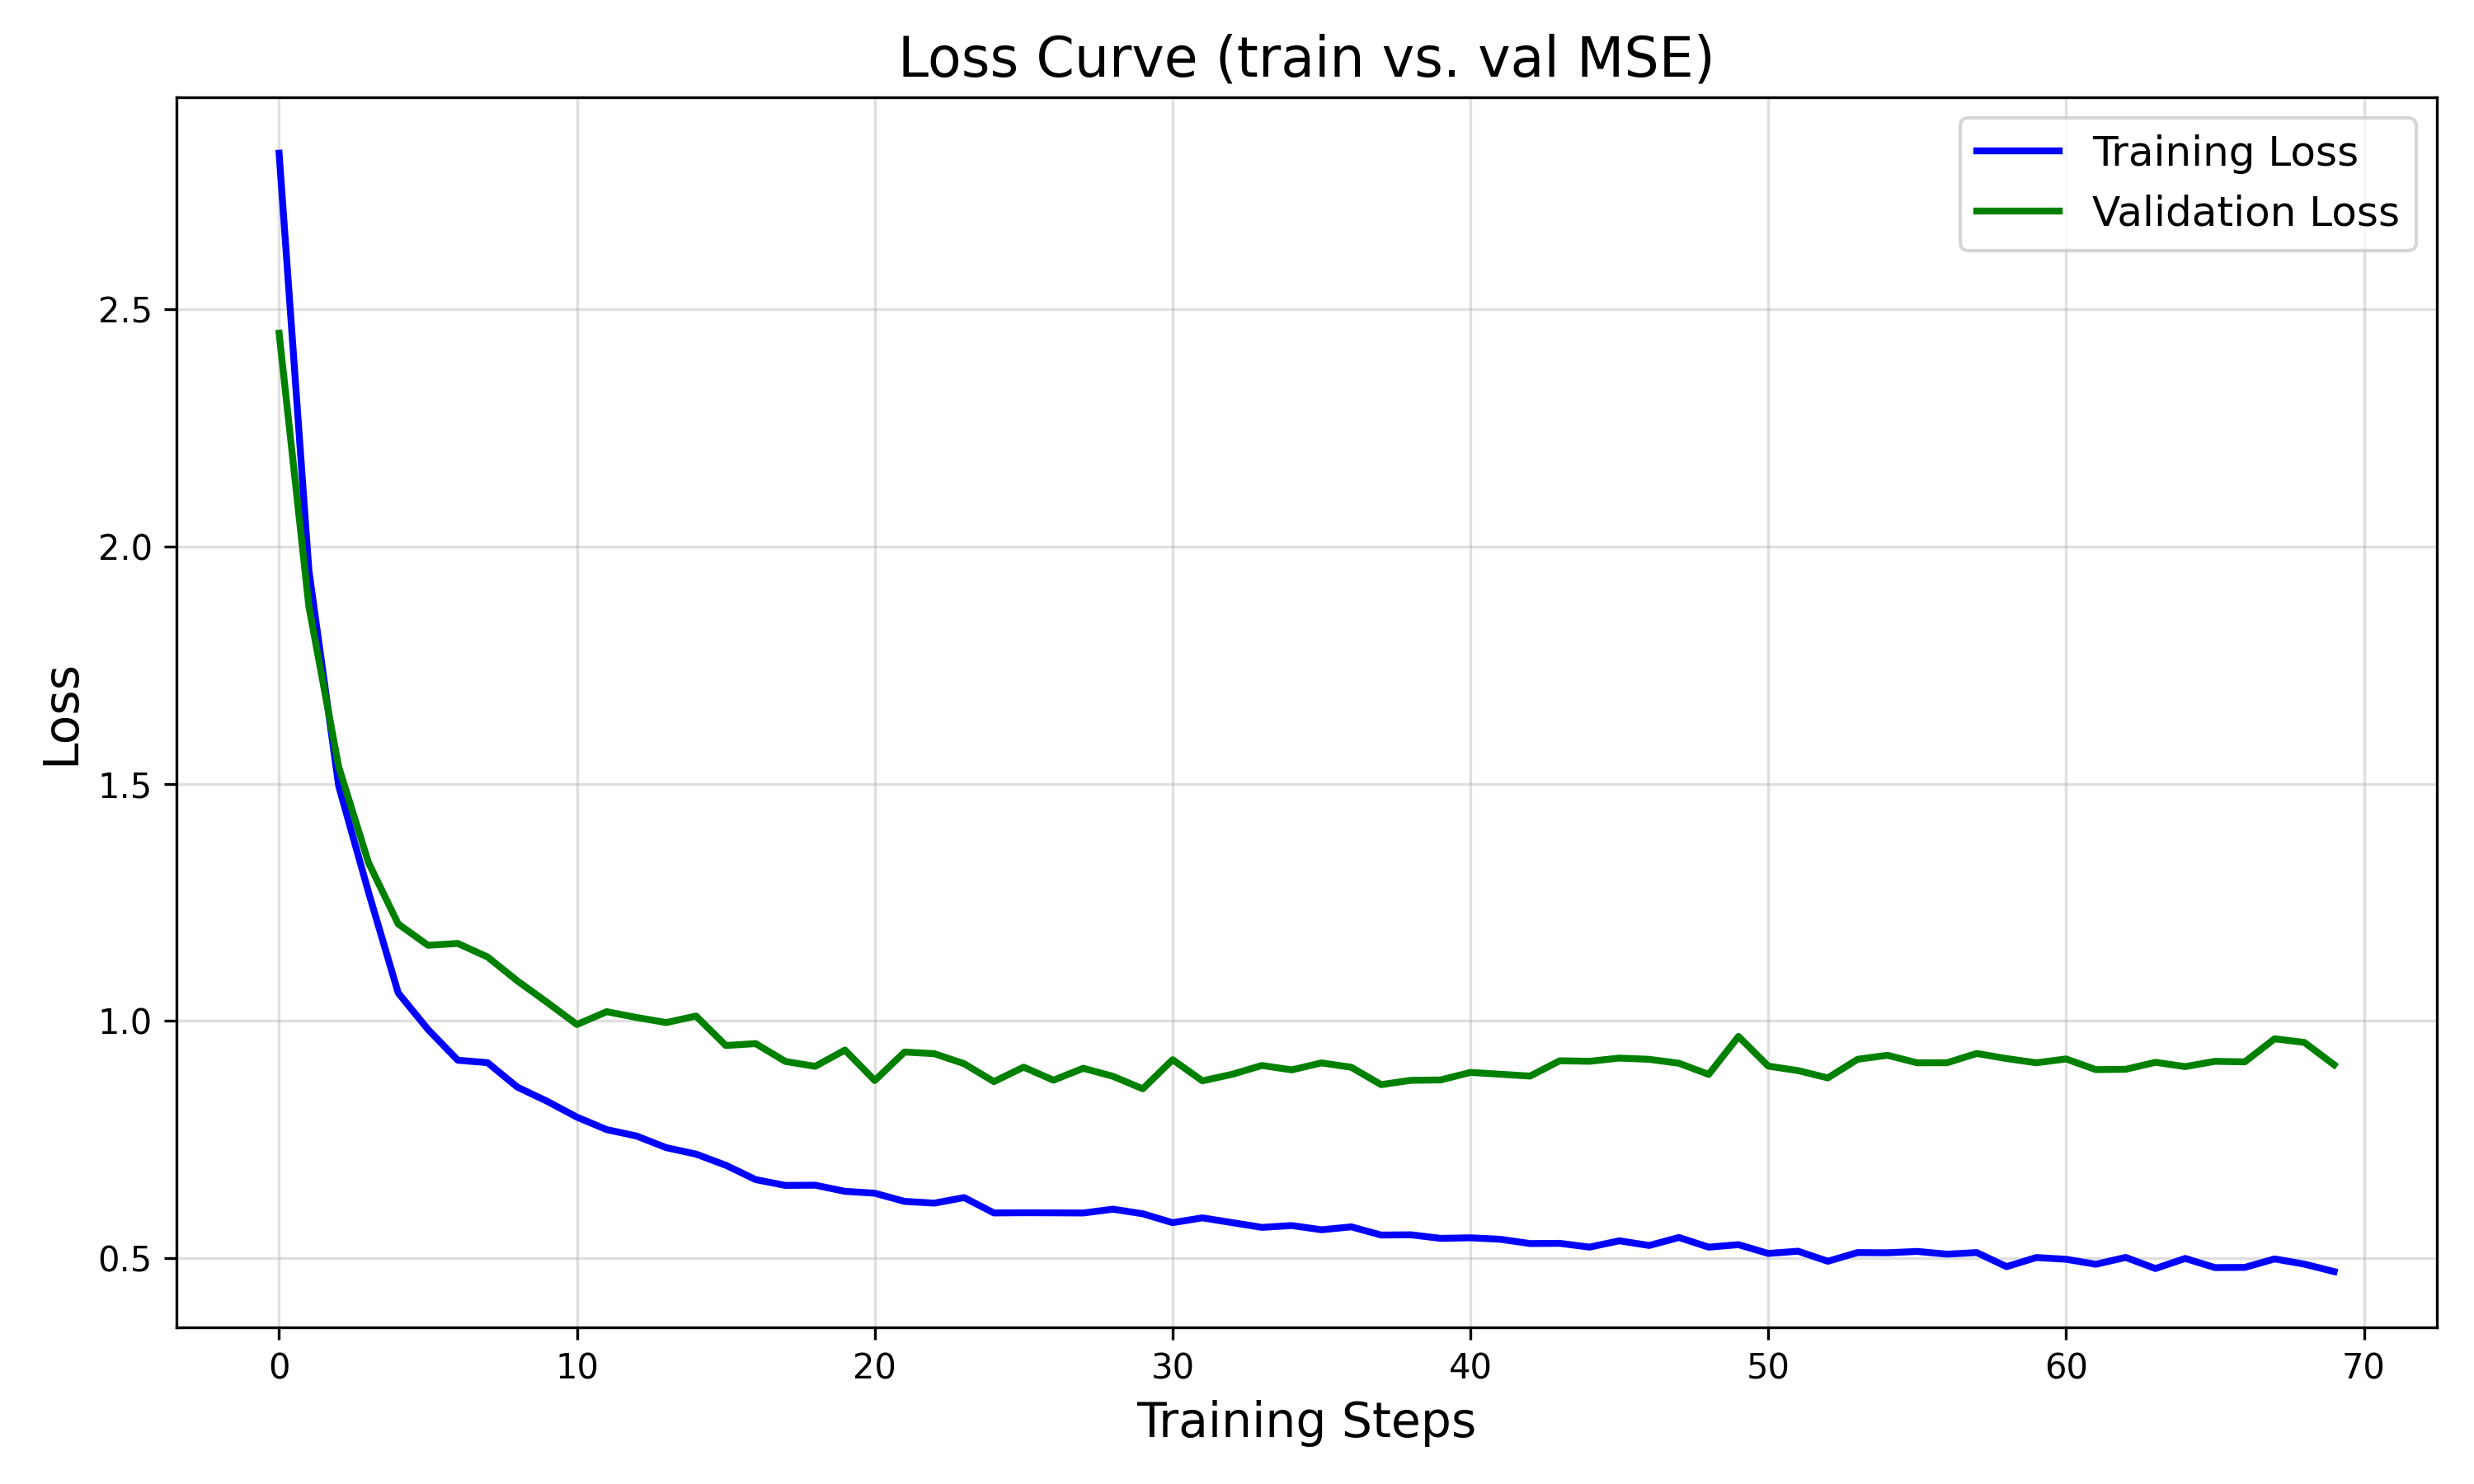 Loss Curve (train vs. val MSE)
Training Loss
Validation Loss
2.5
2.0
1.5
1.0
0.5
Loss
0 10 20 30 40 50 60 70
Training Steps